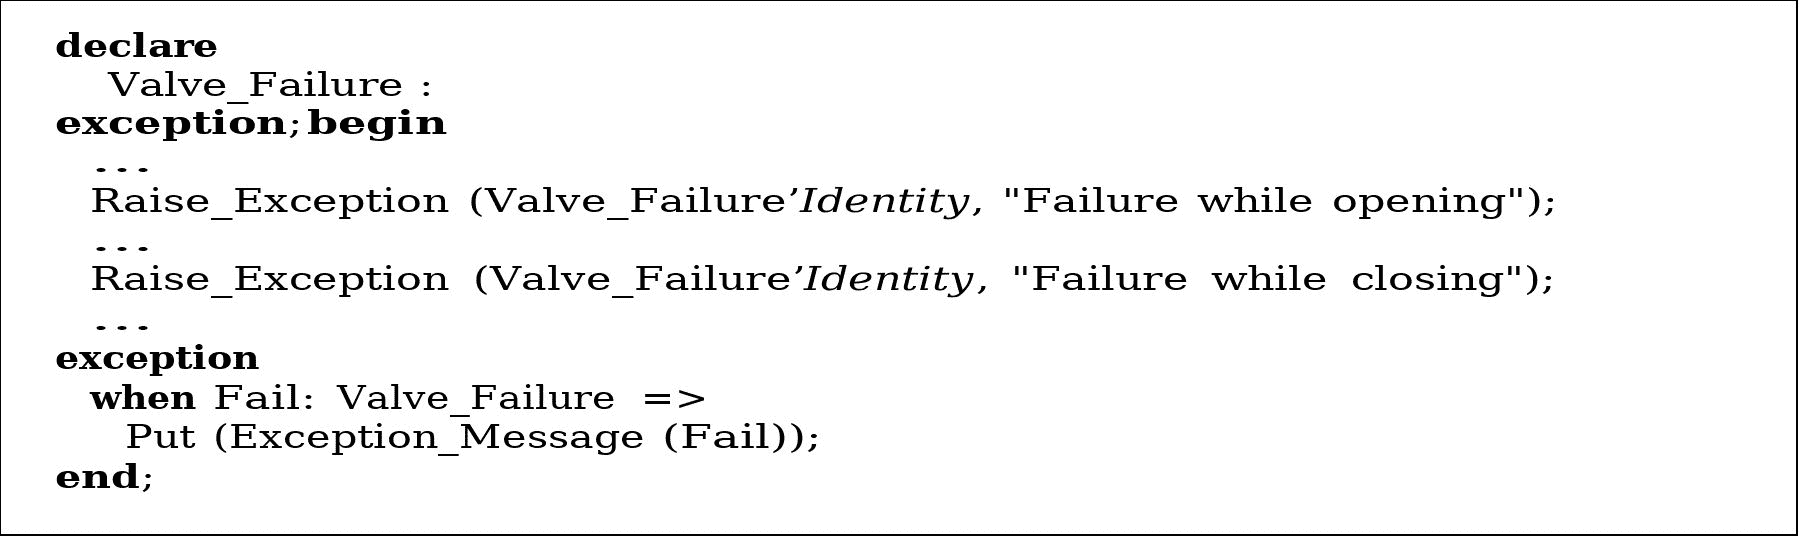 declare
Valve_Failure :
exception; begin
...
Raise_Exception (Valve_Failure’Identity, "Failure while opening");
...
Raise_Exception (Valve_Failure’Identity, "Failure while closing");
...
exception
when Fail: Valve_Failure =>
Put (Exception_Message (Fail));
end;